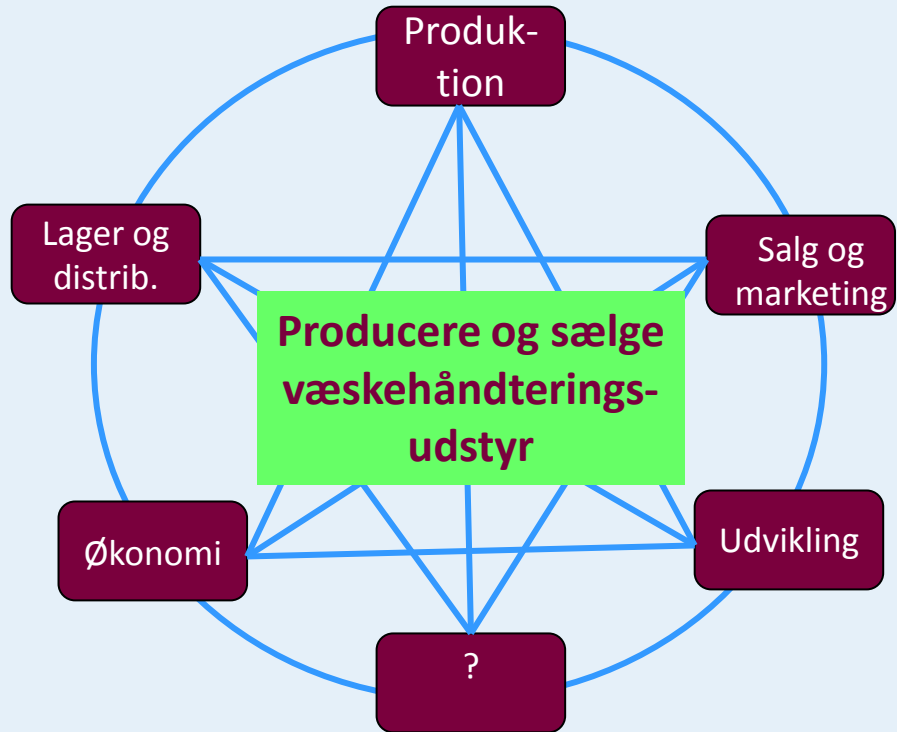 Produk-
tion
Lager og
distrib.
Salg og
marketing
Producere og sælge
væskehåndterings-
udstyr
Økonomi
Udvikling
?